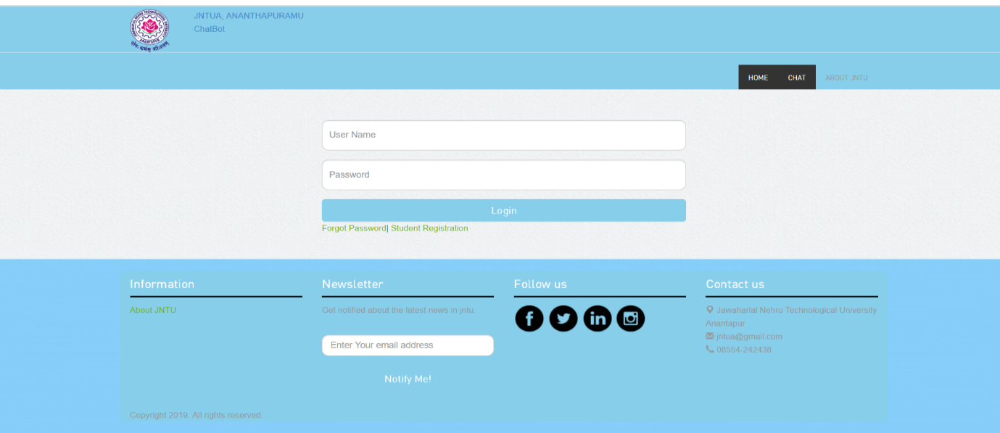 JNTUA, ANANTHAPURAMU
ChatBot
HOME CHAT ABOUT JNTU
User Name
Password
Login
Forgot Password| Student Registration
Information
About JNTU
Newsletter
Get notified about the latest news in jntu.
Enter Your email address
Notify Me!
Follow us
Contact us
Jawaharlal Nehru Technological University
Anantapur
jntua@gmail.com
08554-242438
Copyright 2019. All rights reserved.